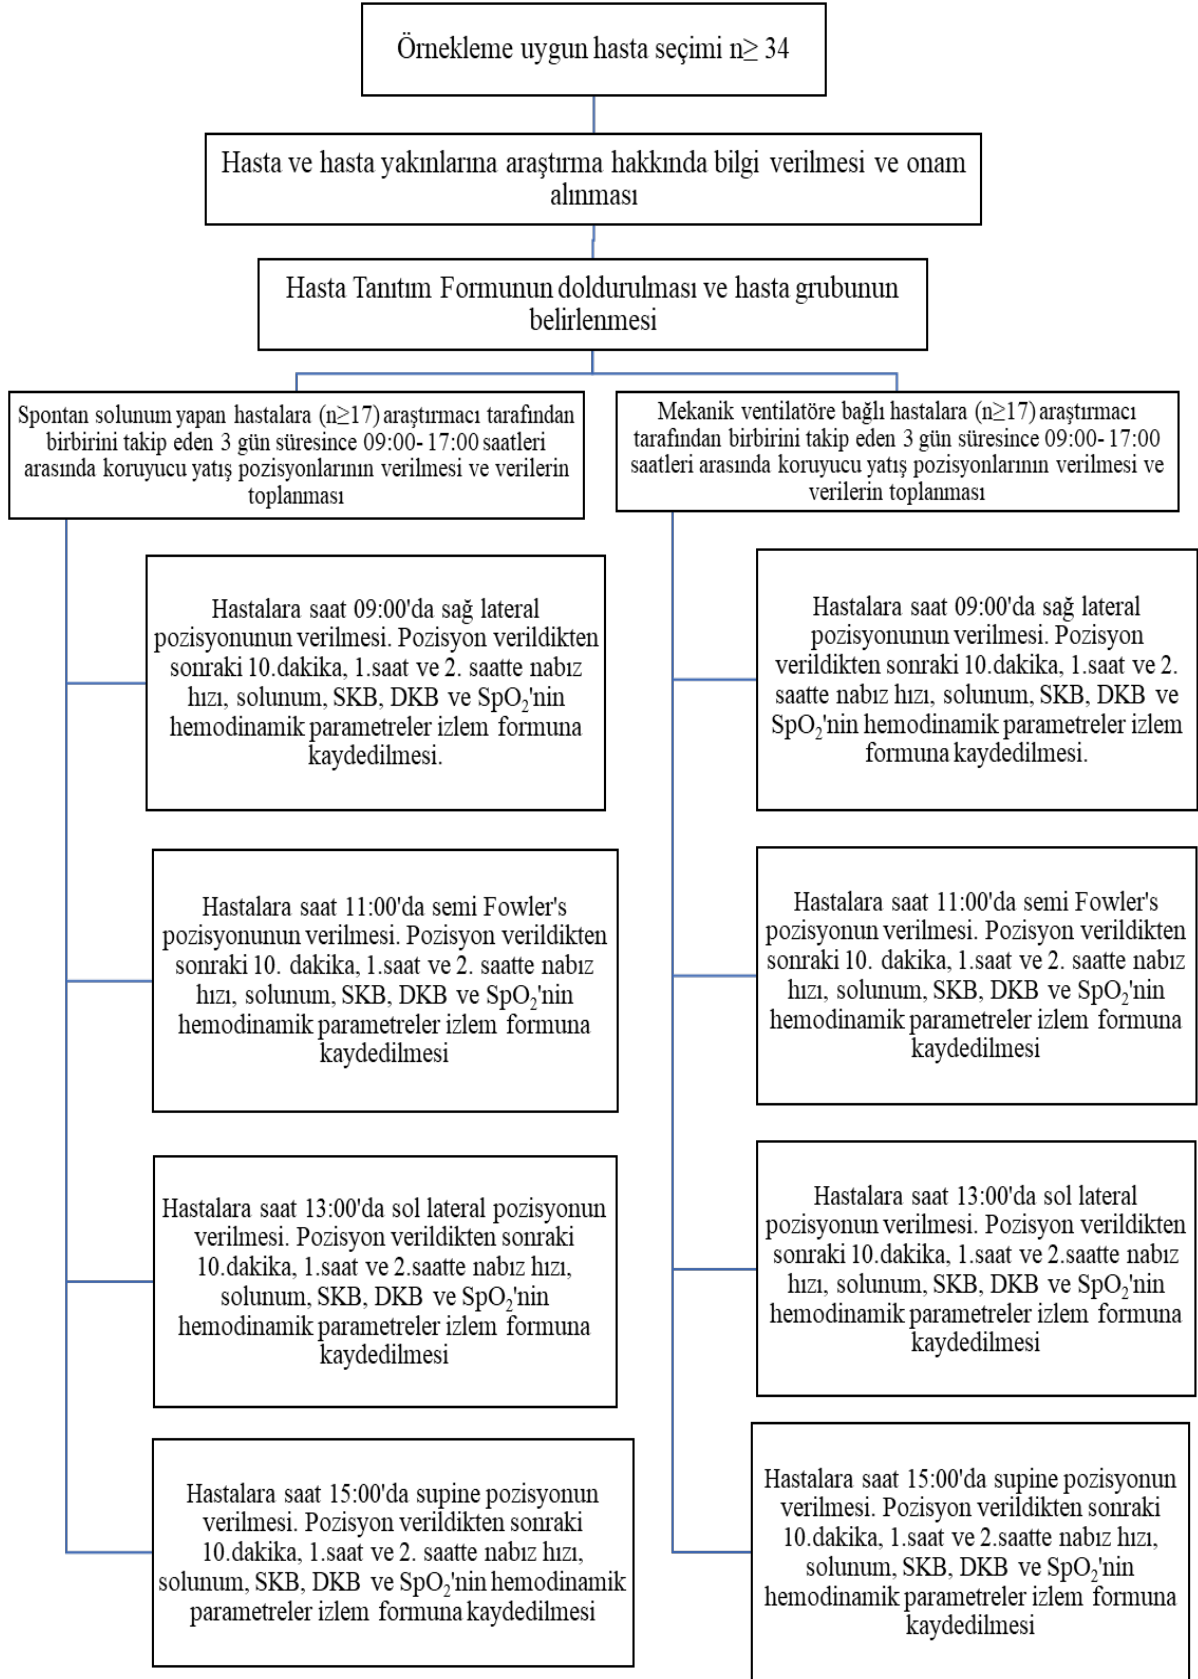 Örnekleme uygun hasta seçimi n≥ 34
Hasta ve hasta yakınlarına araştırma hakkında bilgi verilmesi ve onam
alınması
Hasta Tanıtım Formunun doldurulması ve hasta grubunun
belirlenmesi
Spontan solunum yapan hastalara (n≥17) araştırmacı tarafından
birbirini takip eden 3 gün süresince 09:00- 17:00 saatleri
arasında koruyucu yatış pozisyonlarının verilmesi ve verilerin
toplanması
Hastalara saat 09:00'da sağ lateral
pozisyonunun verilmesi. Pozisyon verildikten
sonraki 10.dakika, 1.saat ve 2. saatte nabız
hızı, solunum, SKB, DKB ve SpO₂'nin
hemodinamik parametreler izlem formuna
kaydedilmesi.
Hastalara saat 11:00'da semi Fowler's
pozisyonunun verilmesi. Pozisyon verildikten
sonraki 10. dakika, 1.saat ve 2. saatte nabız
hızı, solunum, SKB, DKB ve SpO₂'nin
hemodinamik parametreler izlem formuna
kaydedilmesi
Hastalara saat 13:00'da sol lateral pozisyonun
verilmesi. Pozisyon verildikten sonraki
10.dakika, 1.saat ve 2.saatte nabız hızı,
solunum, SKB, DKB ve SpO₂'nin
hemodinamik parametreler izlem formuna
kaydedilmesi
Hastalara saat 15:00'da supine pozisyonun
verilmesi. Pozisyon verildikten sonraki
10.dakika, 1.saat ve 2. saatte nabız hızı,
solunum, SKB, DKB ve SpO₂'nin hemodinamik
parametreler izlem formuna kaydedilmesi
Mekanik ventilatöre bağlı hastalara (n≥17) araştırmacı
tarafından birbirini takip eden 3 gün süresince 09:00- 17:00
saatleri arasında koruyucu yatış pozisyonlarının verilmesi ve
verilerin toplanması
Hastalara saat 09:00'da sağ lateral
pozisyonunun verilmesi. Pozisyon
verildikten sonraki 10.dakika, 1.saat ve 2.
saatte nabız hızı, solunum, SKB, DKB ve
SpO₂'nin hemodinamik parametreler izlem
formuna kaydedilmesi.
Hastalara saat 11:00'da semi Fowler's
pozisyonun verilmesi. Pozisyon verildikten
sonraki 10. dakika, 1.saat ve 2. saatte nabız
hızı, solunum, SKB, DKB ve SpO₂'nin
hemodinamik parametreler izlem formuna
kaydedilmesi
Hastalara saat 13:00'da sol lateral
pozisyonun verilmesi. Pozisyon verildikten
sonraki 10.dakika, 1.saat ve 2.saatte nabız
hızı, solunum, SKB, DKB ve SpO₂'nin
hemodinamik parametreler izlem formuna
kaydedilmesi
Hastalara saat 15:00'da supine pozisyonun
verilmesi. Pozisyon verildikten sonraki
10.dakika, 1.saat ve 2.saatte nabız hızı,
solunum, SKB, DKB ve SpO₂'nin
hemodinamik parametreler izlem formuna
kaydedilmesi